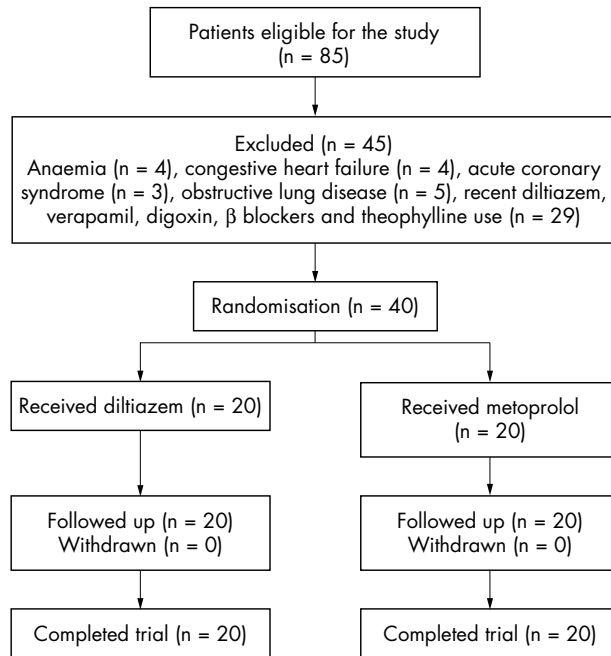 Patients eligible for the study
(n = 85)
Excluded (n = 45)
Anaemia (n = 4), congestive heart failure (n = 4), acute coronary
syndrome (n = 3), obstructive lung disease (n = 5), recent diltiazem,
verapamil, digoxin, β blockers and theophylline use (n = 29)
Randomisation (n = 40)
Received diltiazem (n = 20)
Received metoprolol
(n = 20)
Followed up (n = 20)
Withdrawn (n = 0)
Followed up (n = 20)
Withdrawn (n = 0)
Completed trial (n = 20)
Completed trial (n = 20)